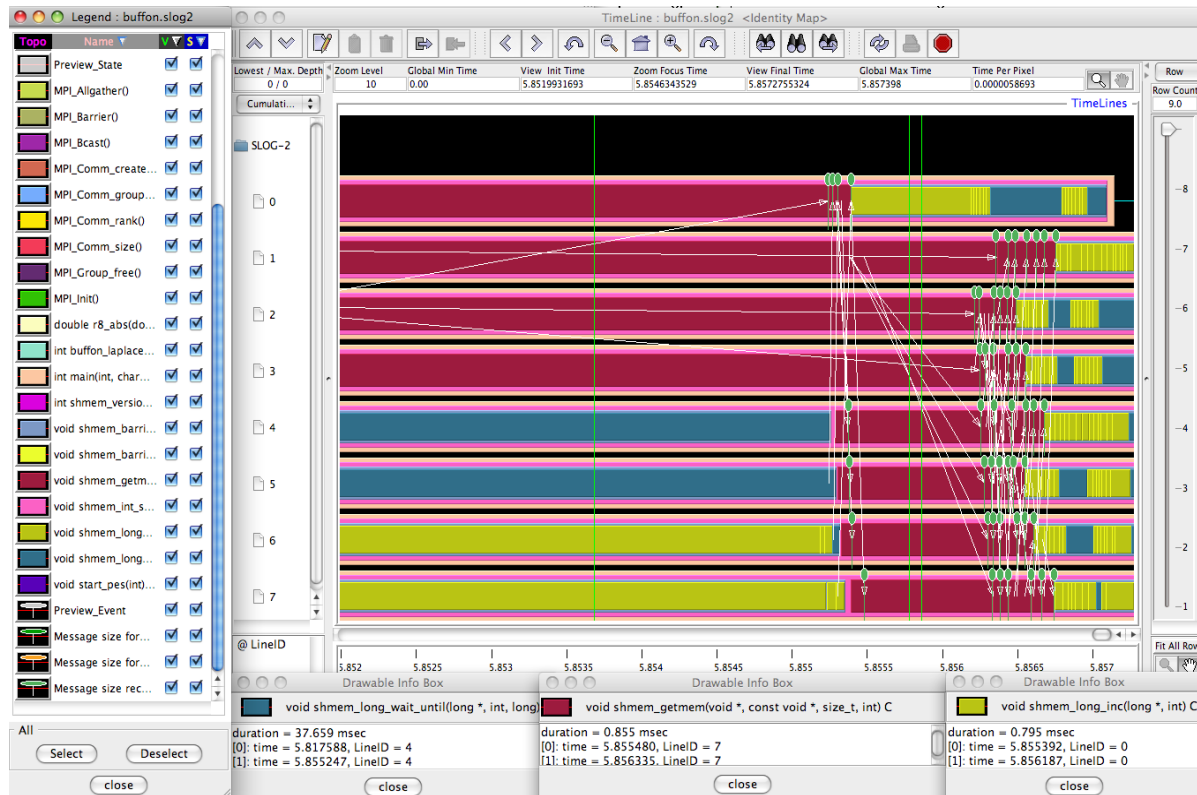 Legend : buffon.slog2
Topo Name V S
Preview_State
MPI_Allgather()
MPI_Barrier()
MPI_Bcast()
MPI_Comm_create...
MPI_Comm_group...
MPI_Comm_rank()
MPI_Comm_size()
MPI_Group_free()
MPI_Init()
double r8_abs(do...
int buffon_laplace...
int main(int, char...
int shmem_versio...
void shmem_barri...
void shmem_barri...
void shmem_getm...
void shmem_int_s...
void shmem_long...
void shmem_long...
void start_pes(int)...
Preview_Event
Message size for...
Message size for...
Message size rec...
All
Select Deselect
close
TimeLine : buffon.slog2 <Identity Map>
Lowest / Max. Depth Zoom Level Global Min Time View Init Time Zoom Focus Time View Final Time Global Max Time Time Per Pixel
0 / 0 10 0.00 5.8519931693 5.8546343529 5.8572755324 5.857398 0.0000058693
Row
Row Count
9.0
Cumulati...
TimeLines
SLOG-2
0
1
2
3
4
5
6
7
-8
-7
-6
-5
-4
-3
-2
-1
@ LineID
5.852 5.8525 5.853 5.8535 5.854 5.8545 5.855 5.8555 5.856 5.8565 5.857
Fit All Row
Drawable Info Box
void shmem_long_wait_until(long *, int, long)
duration = 37.659 msec
[0]: time = 5.817588, LineID = 4
[1]: time = 5.855247, LineID = 4
close
Drawable Info Box
void shmem_getmem(void *, const void *, size_t, int) C
duration = 0.855 msec
[0]: time = 5.855480, LineID = 7
[1]: time = 5.856335, LineID = 7
close
Drawable Info Box
void shmem_long_inc(long *, int) C
duration = 0.795 msec
[0]: time = 5.855392, LineID = 0
[1]: time = 5.856187, LineID = 0
close